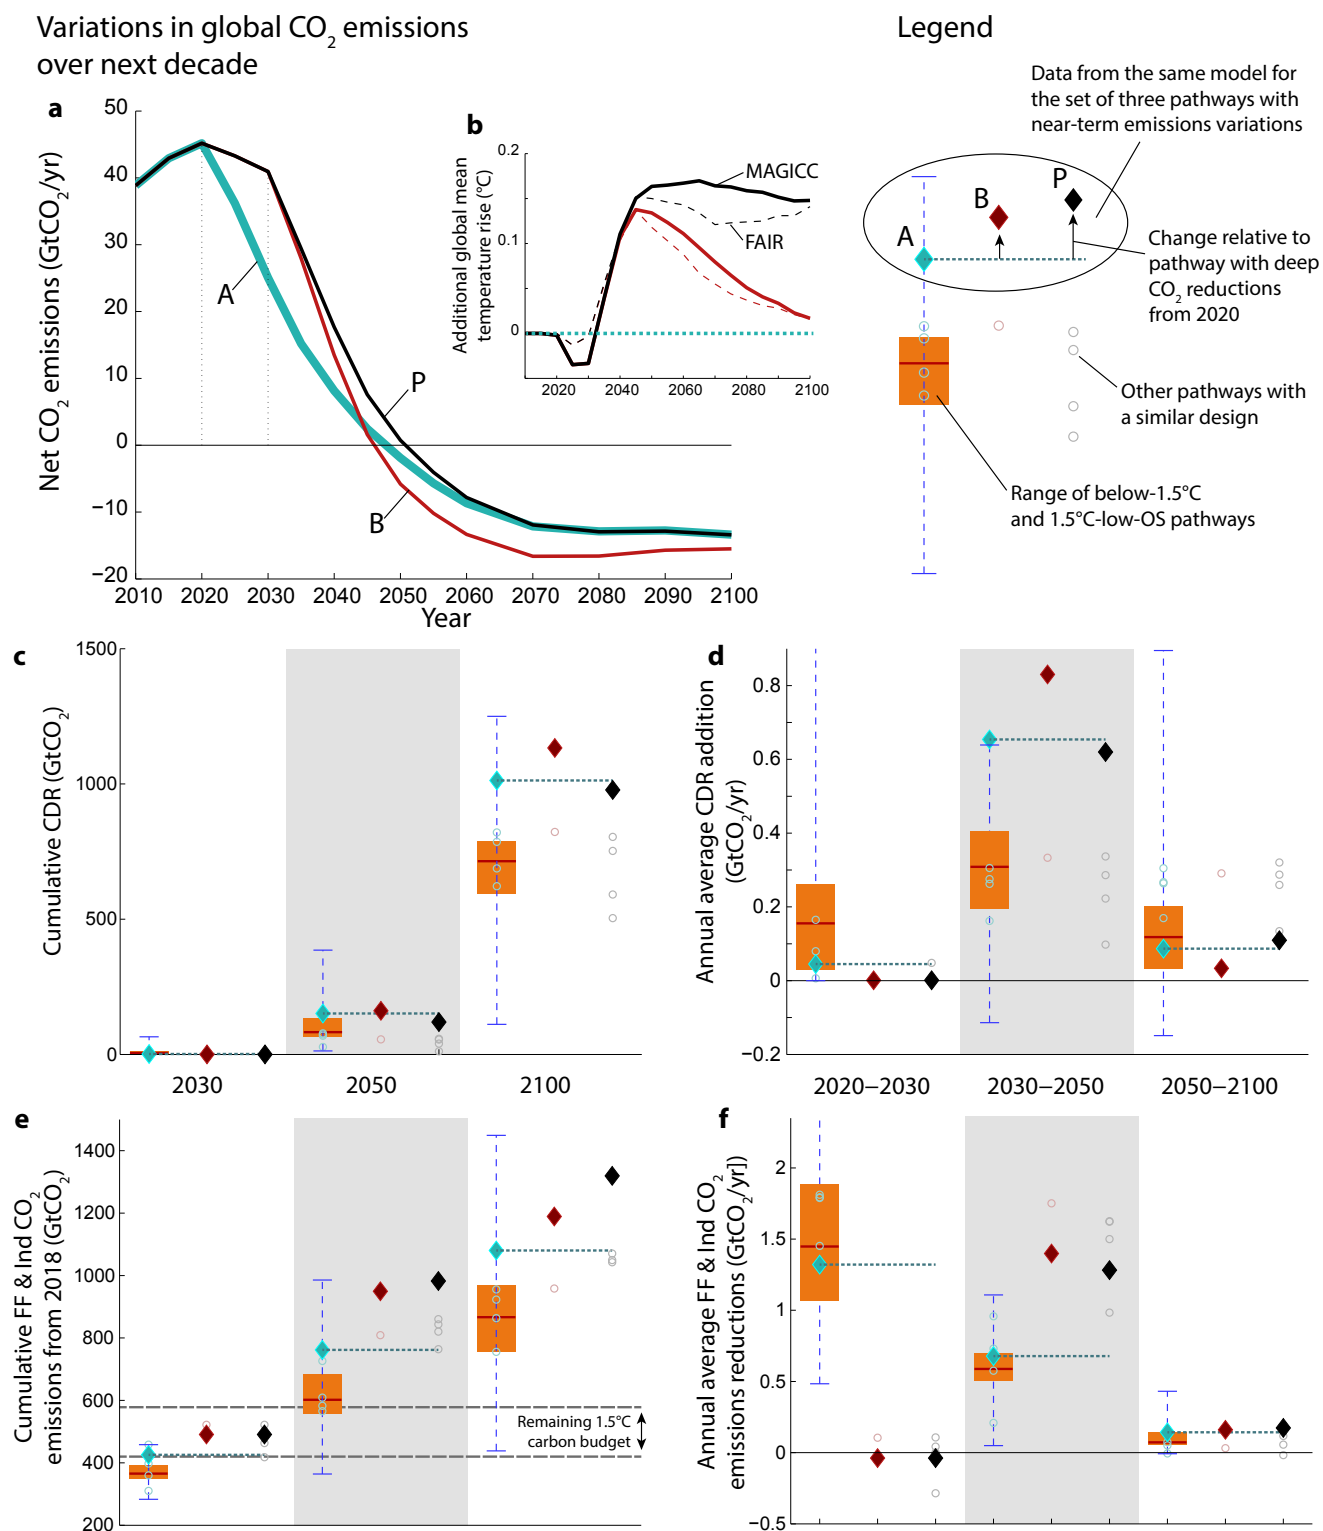 Variations in global CO₂ emissions
over next decade
Legend
a
Net CO₂ emissions (GtCO₂/yr)
50
40
30
20
10
0
−10
−20
A
P
B
2010 2020 2030 2040 2050 2060 2070 2080 2090 2100
Year
b
Additional global mean
temperature rise (°C)
0.2
0.1
0
MAGICC
FAIR
2020 2040 2060 2080 2100
Data from the same model for
the set of three pathways with
near-term emissions variations
A
B
P
Change relative to
pathway with deep
CO₂ reductions
from 2020
Other pathways with
a similar design
Range of below-1.5°C
and 1.5°C-low-OS pathways
c
Cumulative CDR (GtCO₂)
1500
1000
500
0
2030 2050 2100
d
Annual average CDR addition
(GtCO₂/yr)
0.8
0.6
0.4
0.2
0
−0.2
2020−2030 2030−2050 2050−2100
e
Cumulative FF & Ind CO₂
emissions from 2018 (GtCO₂)
1400
1200
1000
800
600
400
200
Remaining 1.5°C
carbon budget
f
Annual average FF & Ind CO₂
emissions reductions (GtCO₂/yr])
2
1.5
1
0.5
0
−0.5